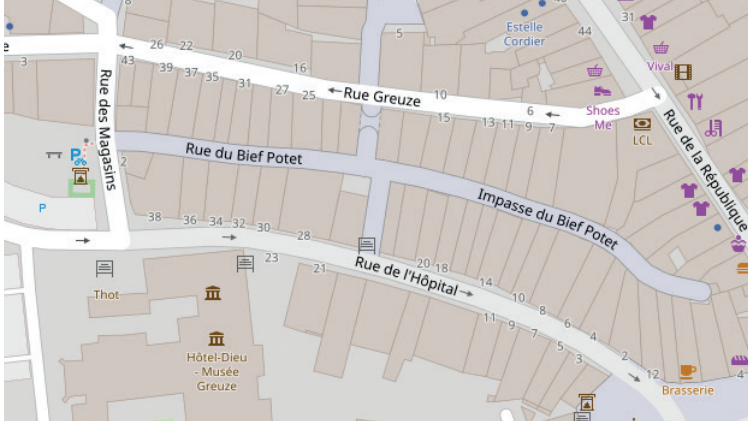 5
31
Estelle
Cordier
44
e
3
43
26
22
20
16
39
37
35
31
27
25
Rue Greuze
10
15
13
11
9
7
6
Shoes
Me
Vival
LCL
Rue de la République
Rue des Magasins
P
P
2
Rue du Bief Potet
Impasse du Bief Potet
38
36
34
32
30
28
23
21
Rue de l'Hôpital
20
18
14
10
8
6
4
2
12
11
9
7
5
3
4
Thot
Hôtel-Dieu
- Musée
Greuze
Brasserie